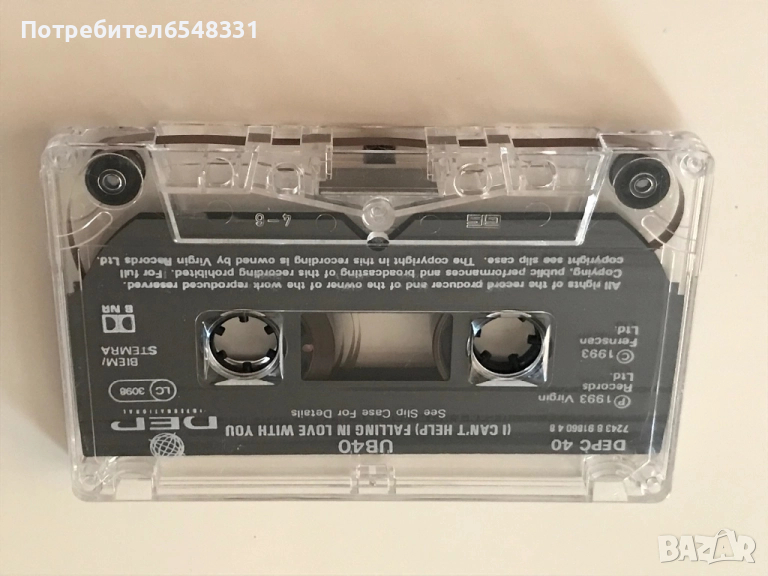 Потребител6548331
DEPC 40
7243 8 91860 4 8
UB40
(I CAN'T HELP) FALLING IN LOVE WITH YOU
See Slip Case For Details
DEP
INTERNATIONAL
℗
1993 Virgin
Records
Ltd.
©
1993
Fernscan
Ltd.
LC 3098
BIEM/
STEMRA
B NR
All rights of the record producer and of the owner of the work reproduced reserved.
Copying, public performances and broadcasting of this recording prohibited. For full
copyright see slip case. The copyright in this recording is owned by Virgin Records Ltd.
4-8
BAZAR